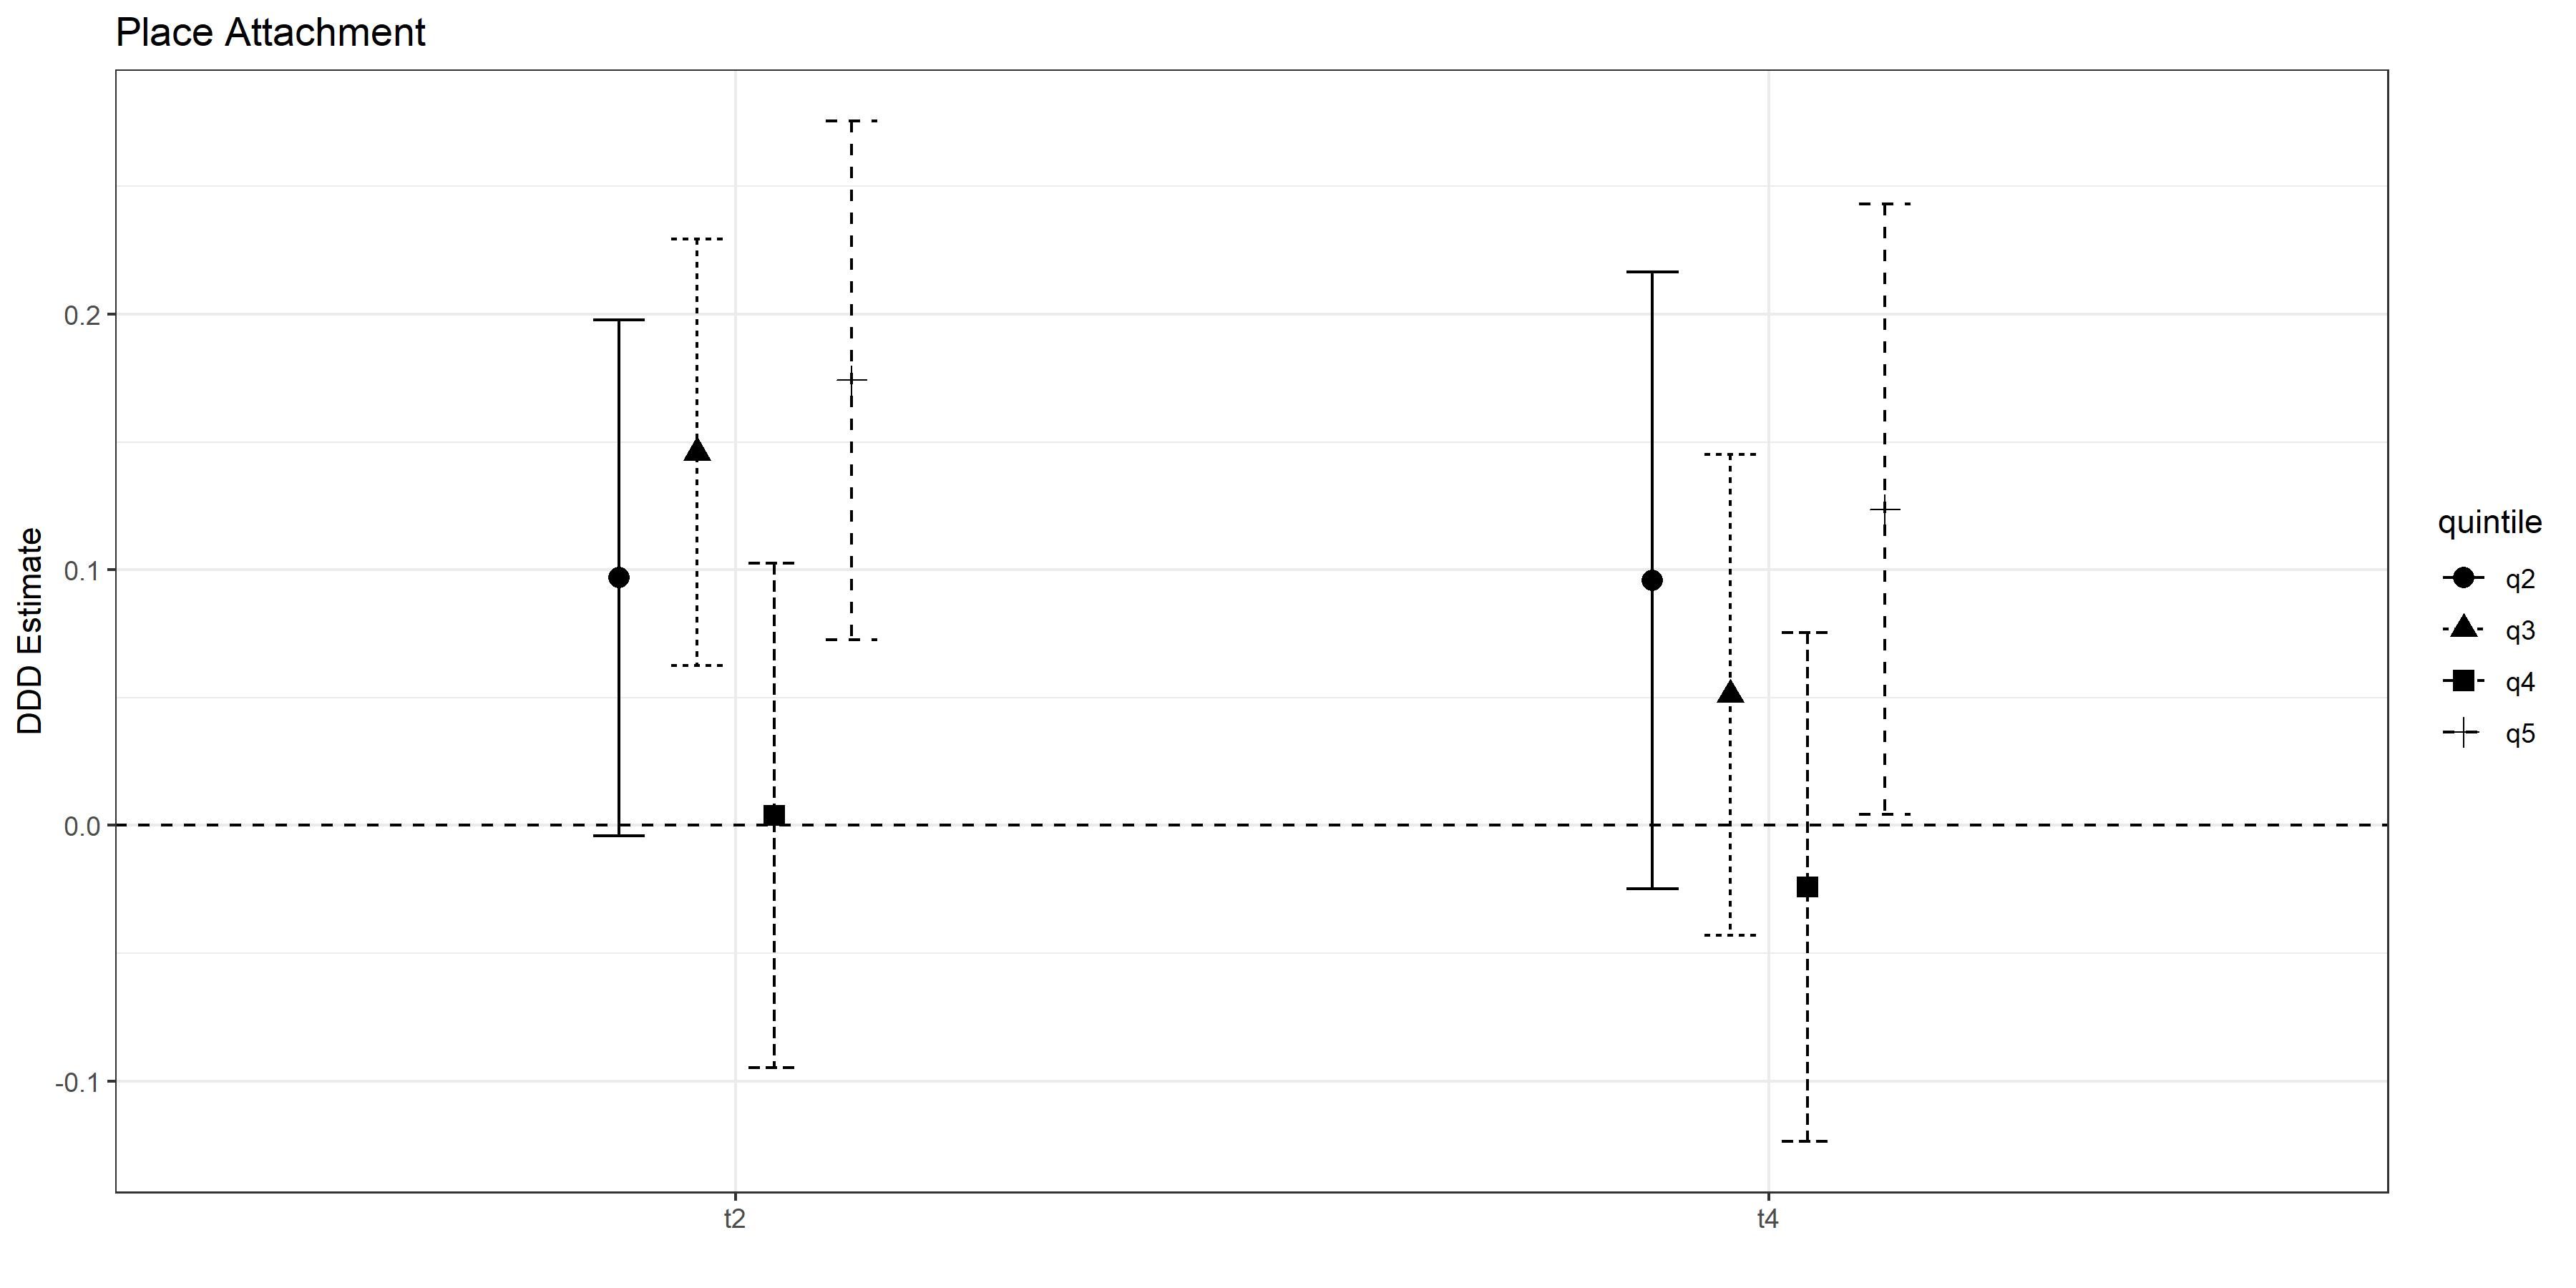 Place Attachment
DDD Estimate
0.2
0.1
0.0
-0.1
t2
t4
quintile
q2
q3
q4
q5